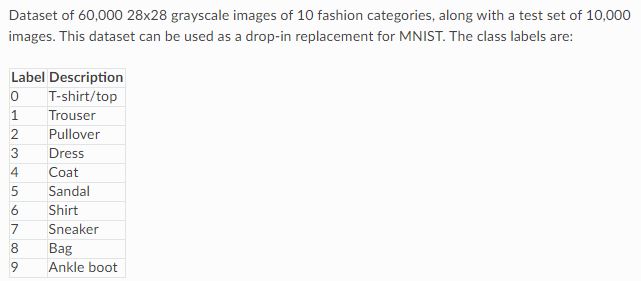 Dataset of 60,000 28x28 grayscale images of 10 fashion categories, along with a test set of 10,000
images. This dataset can be used as a drop-in replacement for MNIST. The class labels are:
Label Description
0 T-shirt/top
1 Trouser
2 Pullover
3 Dress
4 Coat
5 Sandal
6 Shirt
7 Sneaker
8 Bag
9 Ankle boot